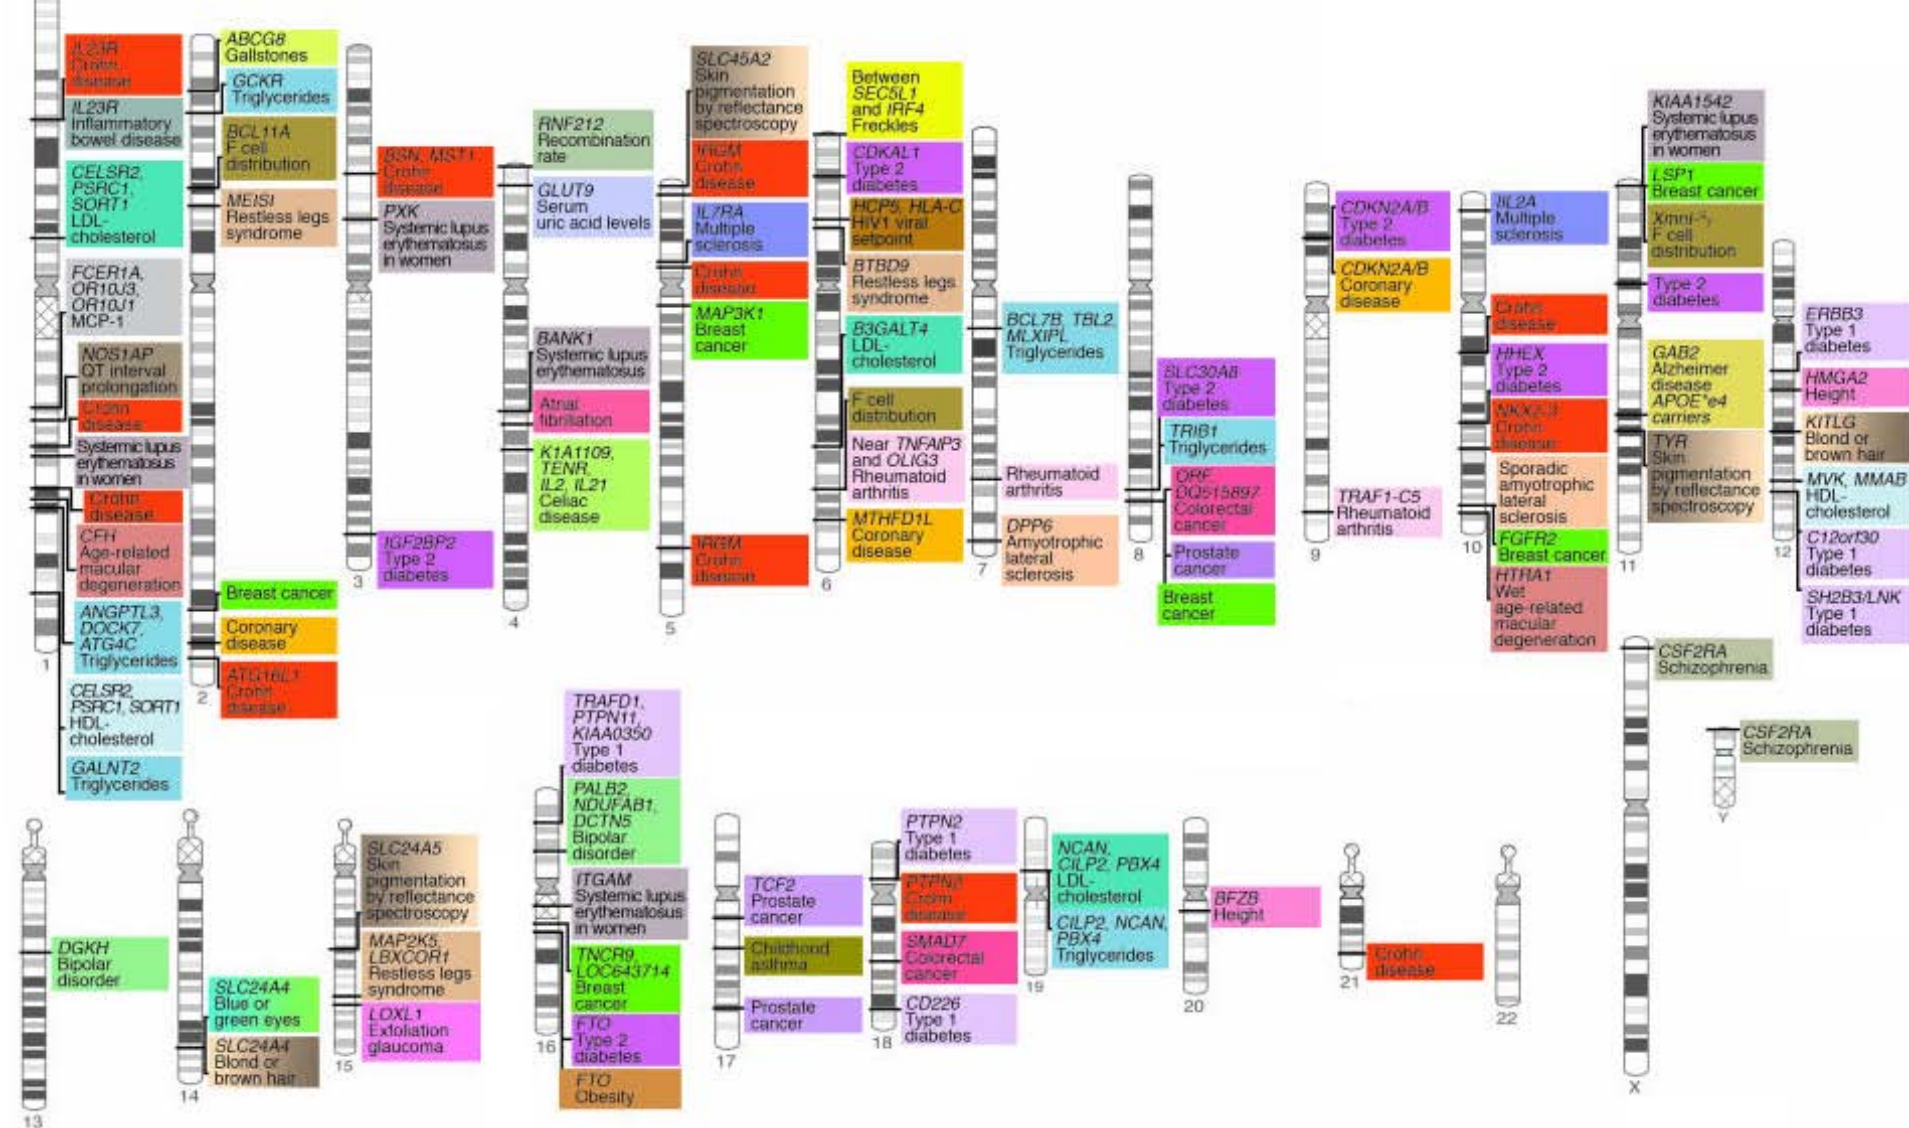 IL23R
Crohn
disease
IL23R
Inflammatory
bowel disease
CELSR2,
PSRC1,
SORT1
LDL-
cholesterol
FCER1A,
OR10J3,
OR10J1
MCP-1
NOS1AP
QT interval
prolongation
Crohn
disease
Systermic lupus
erythematosus
in women
Crohn
disease
CFH
Age-related
macular
degeneration
ANGPTL3,
DOCK7,
ATG4C
Triglycerides
CELSR2,
PSRC1, SORT1
HDL-
cholesterol
GALNT2
Triglycerides
1
ABCG8
Gallstones
GCKR
Triglycerides
BCL11A
F cell
distribution
MEISI
Restless legs
syndrome
Breast cancer
Coronary
disease
ATG16L1
Crohn
disease
2
BSN, MST1
Crohn
disease
PXK
Systemic lupus
erythematosus
in women
IGF2BP2
Type 2
diabetes
3
RNF212
Recombination
rate
GLUT9
Serum
uric acid levels
BANK1
Systemic lupus
erythematosus
Atrial
fibriliation
K1A1109,
TENR,
IL2, IL21
Celiac
disease
4
SLC45A2
Skin
pigmentation
by reflectance
spectroscopy
IRGM
Crohn
disease
IL7RA
Multiple
sclerosis
Crohn
disease
MAP3K1
Breast
cancer
IRGM
Crohn
disease
5
Between
SEC5L1
and IRF4
Freckles
CDKAL1
Type 2
diabetes
HCP5, HLA-C
HIV1 viral
setpoint
BTBD9
Restless legs
syndrome
B3GALT4
LDL-
cholesterol
F cell
distribution
Near TNFAIP3
and OLIG3
Rheumatoid
arthritis
MTHFD1L
Coronary
disease
6
BCL7B, TBL2,
MLXIPL
Triglycerides
Rheumatoid
arthritis
DPP6
Amyotrophic
lateral
sclerosis
7
SLC30A8
Type 2
diabetes
TRIB1
Triglycerides
ORF
DQ515897
Colorectal
cancer
Prostate
cancer
Breast
cancer
8
CDKN2A/B
Type 2
diabetes
CDKN2A/B
Coronary
disease
TRAF1-C5
Rheumatoid
arthritis
9
IIL2A
Multiple
sclerosis
Crohn
disease
HHEX
Type 2
diabetes
NKX2-3
Crohn
disease
Sporadic
amyotrophic
lateral
sclerosis
FGFR2
Breast cancer
HTRA1
Wet
age-related
macular
degeneration
10
KIAA1542
Systemic lupus
erythematosus
in women
LSP1
Breast cancer
F cell
distribution
Type 2
diabetes
GAB2
Alzheimer
disease
APOE*e4
carriers
TYR
Skin
pigmentation
by reflectance
spectroscopy
11
ERBB3
Type 1
diabetes
HMGA2
Height
KITLG
Blond or
brown hair
MVK, MMAB
HDL-
cholesterol
C12orf30
Type 1
diabetes
SH2B3/LNK
Type 1
diabetes
12
CSF2RA
Schizophrenia
X
CSF2RA
Schizophrenia
Y
DGKH
Bipolar
disorder
13
SLC24A4
Blue or
green eyes
SLC24A4
Blond or
brown hair
14
SLC24A5
Skin
pigmentation
by reflectance
spectroscopy
MAP2K5,
LBXCOR1
Restless legs
syndrome
LOXL1
Exfoliation
glaucoma
15
TRAFD1,
PTPN11,
KIAA0350
Type 1
diabetes
PALB2,
NDUFAB1,
DCTN5
Bipolar
disorder
ITGAM
Systemic lupus
erythematosus
in women
TNCR9,
LOC643714
Breast
cancer
FTO
Type 2
diabetes
FTO
Obesity
16
TCF2
Prostate
cancer
Childhood
asthma
Prostate
cancer
17
PTPN2
Type 1
diabetes
PTPN2
Crohn
disease
SMAD7
Colorectal
cancer
CD226
Type 1
diabetes
18
NCAN,
CILP2, PBX4
LDL-
cholesterol
CILP2, NCAN,
PBX4
Triglycerides
19
BFZB
Height
20
Crohn
disease
21
22